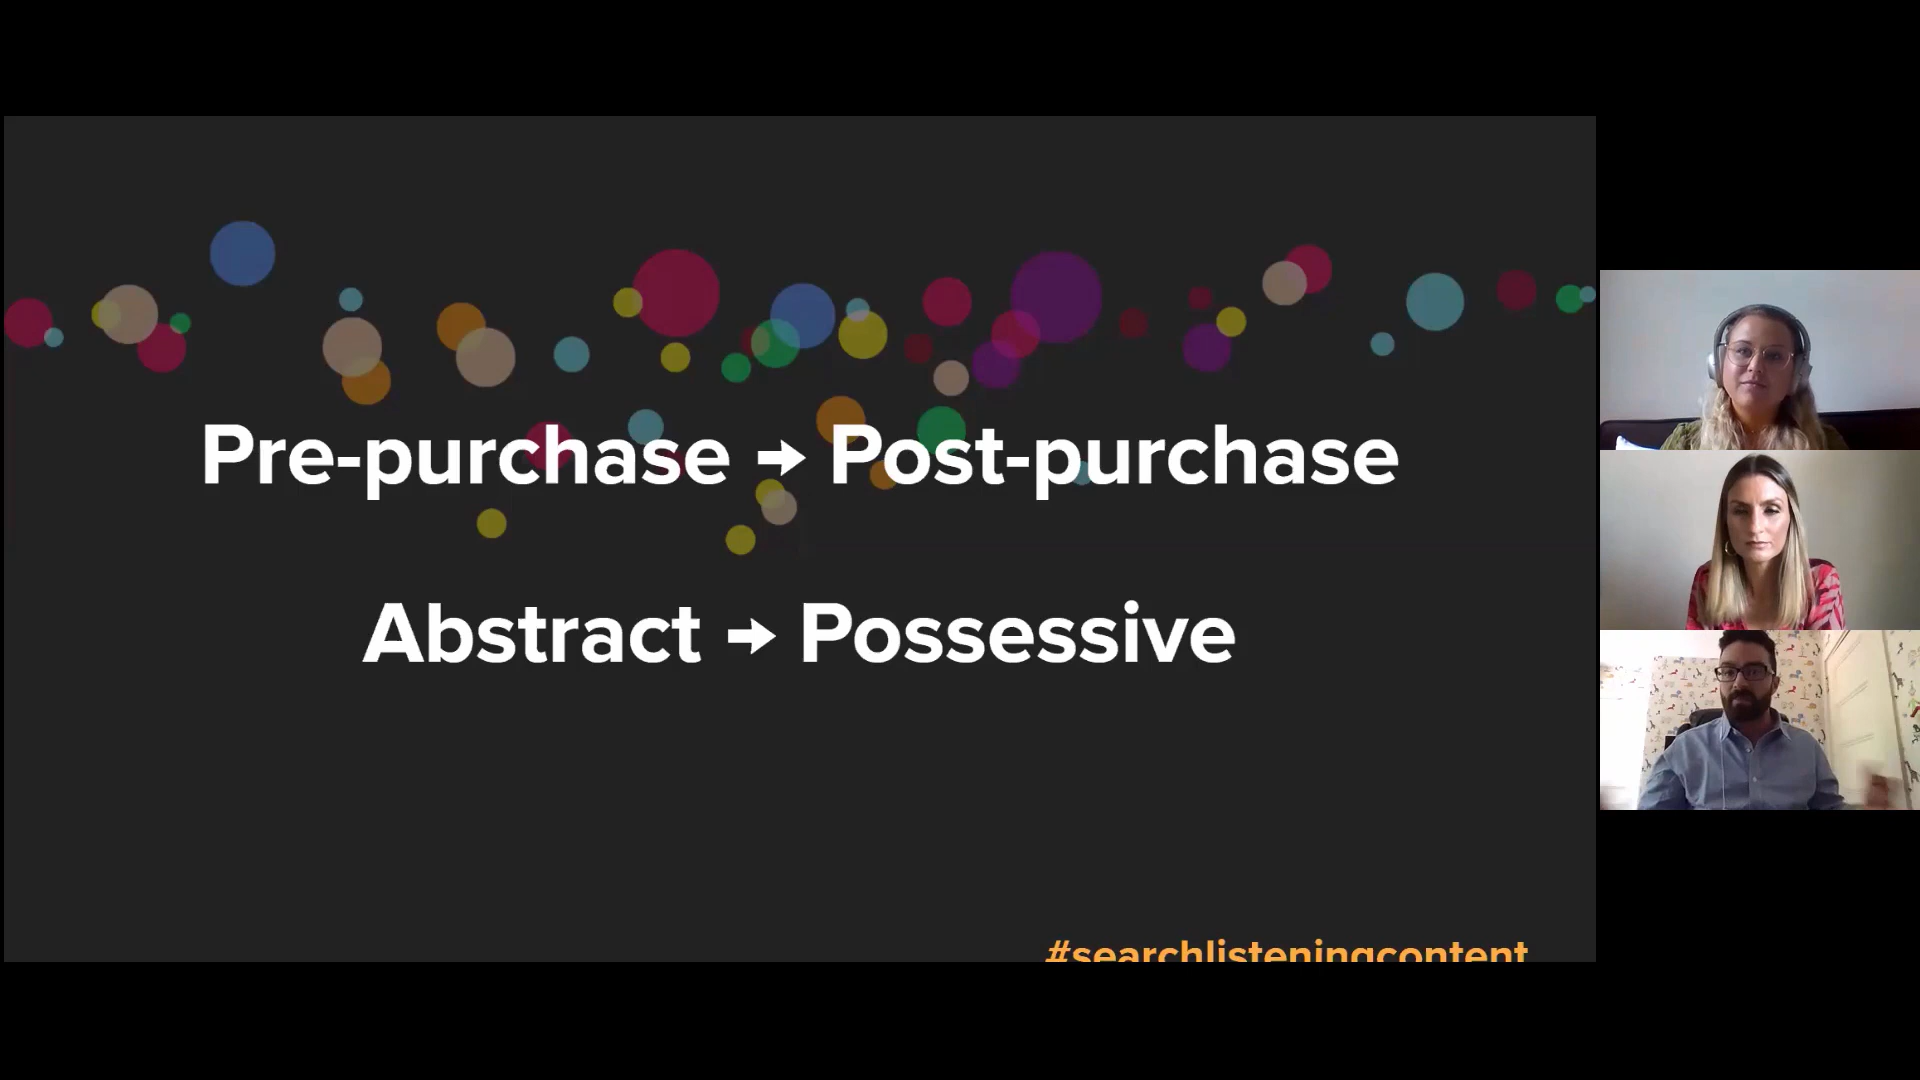 Pre-purchase → Post-purchase
Abstract → Possessive
#searchlisteningcontent